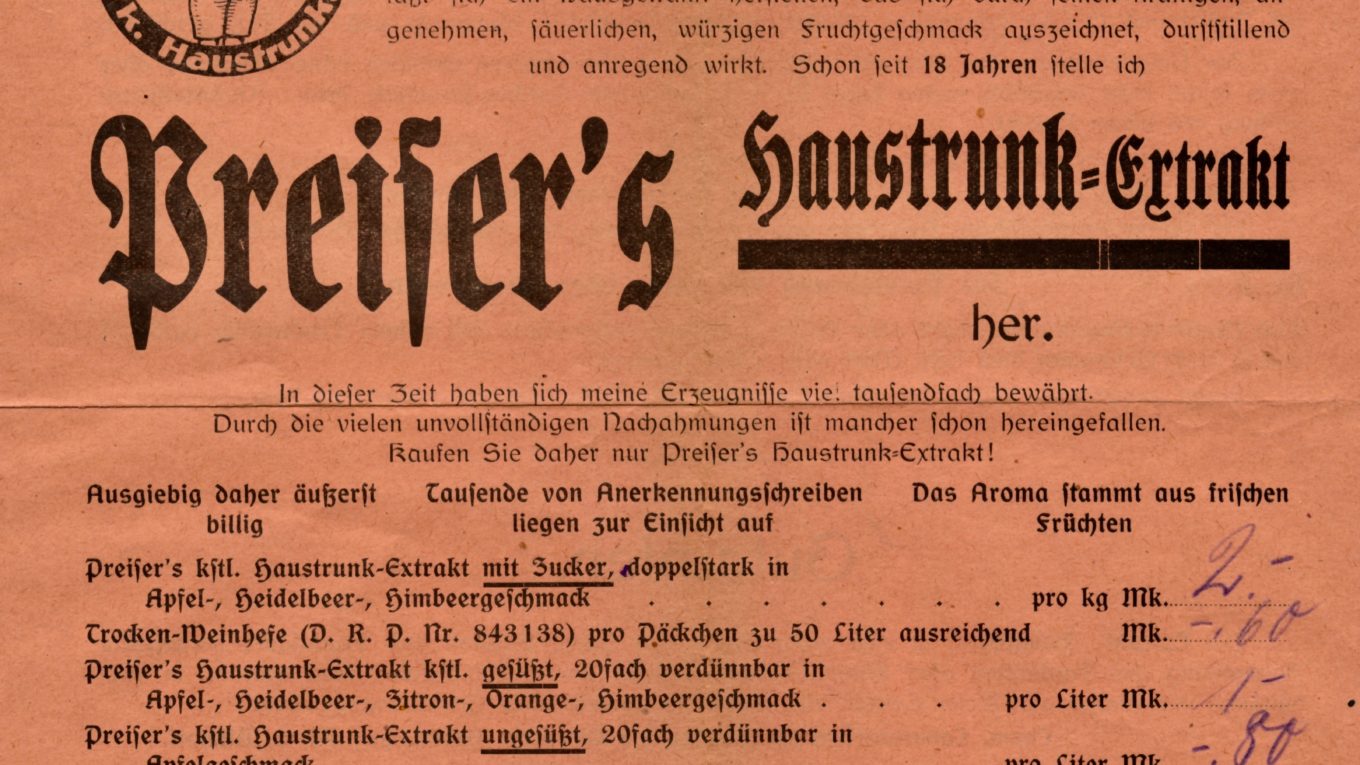 k. Haustrunk
genehmen, säuerlichen, würzigen Fruchtgeschmack auszeichnet, durststillend
und anregend wirkt. Schon seit 18 Jahren stelle ich
Preiser's Haustrunk-Extrakt
her.
In dieser Zeit haben sich meine Erzeugnisse viel tausendfach bewährt.
Durch die vielen unvollständigen Nachahmungen ist mancher schon hereingefallen.
Kaufen Sie daher nur Preiser's Haustrunk-Extrakt!
Ausgiebig daher äußerst billig
Tausende von Anerkennungsschreiben liegen zur Einsicht auf
Das Aroma stammt aus frischen Früchten
Preiser's kstl. Haustrunk-Extrakt mit Zucker, doppelstark in
Apfel-, Heidelbeer-, Himbeergeschmack . . . . . . . pro kg Mk. 2.-
Trocken-Weinhefe (D. R. P. Nr. 843138) pro Päckchen zu 50 Liter ausreichend Mk. -.60
Preiser's Haustrunk-Extrakt kstl. gesüßt, 20fach verdünnbar in
Apfel-, Heidelbeer-, Zitron-, Orange-, Himbeergeschmack . . . pro Liter Mk. 1-
Preiser's kstl. Haustrunk-Extrakt ungesüßt, 20fach verdünnbar in
Apfelgeschmack pro Liter Mk. -.80